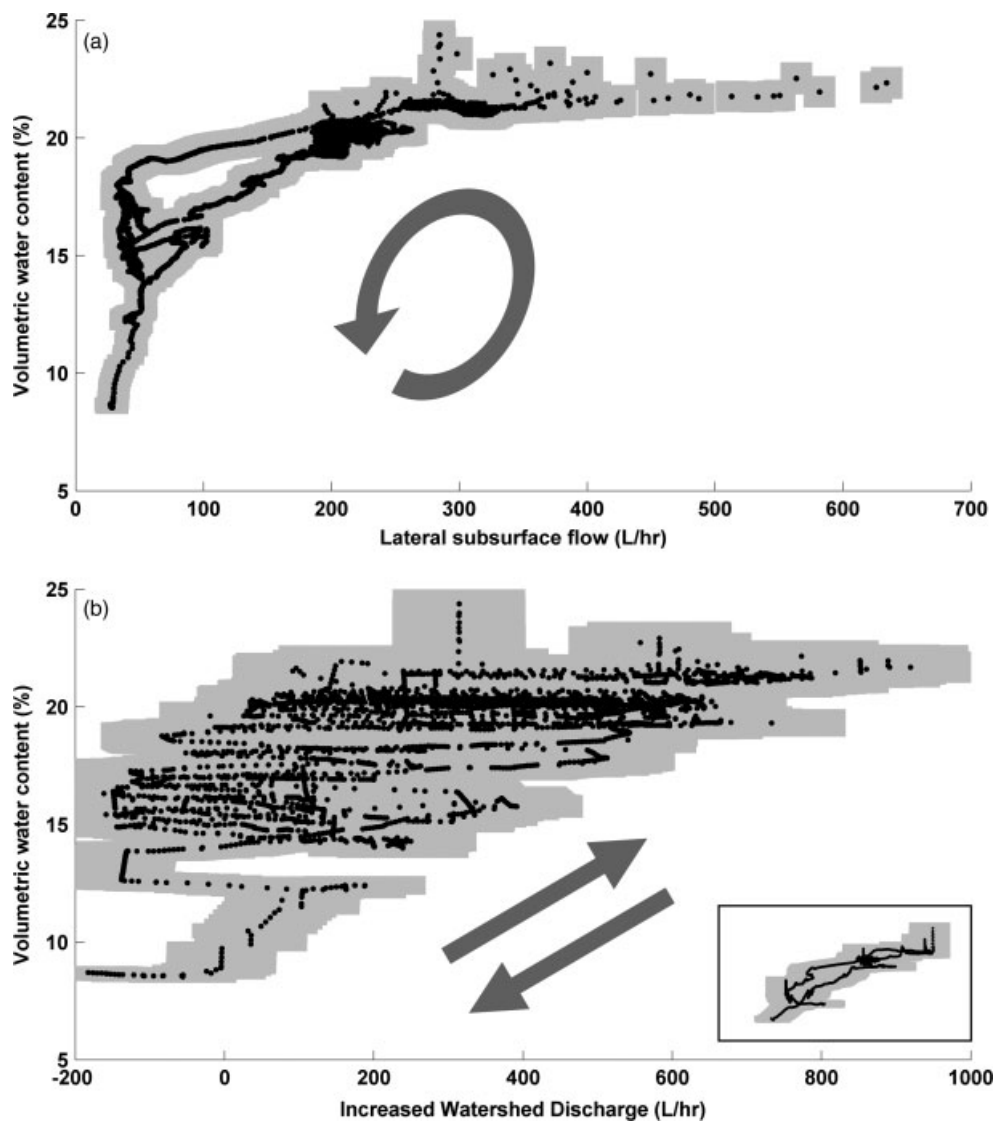 (a)
25
20
15
10
5
Volumetric water content (%)
0 100 200 300 400 500 600 700
Lateral subsurface flow (L/hr)
(b)
25
20
15
10
5
Volumetric water content (%)
-200 0 200 400 600 800 1000
Increased Watershed Discharge (L/hr)